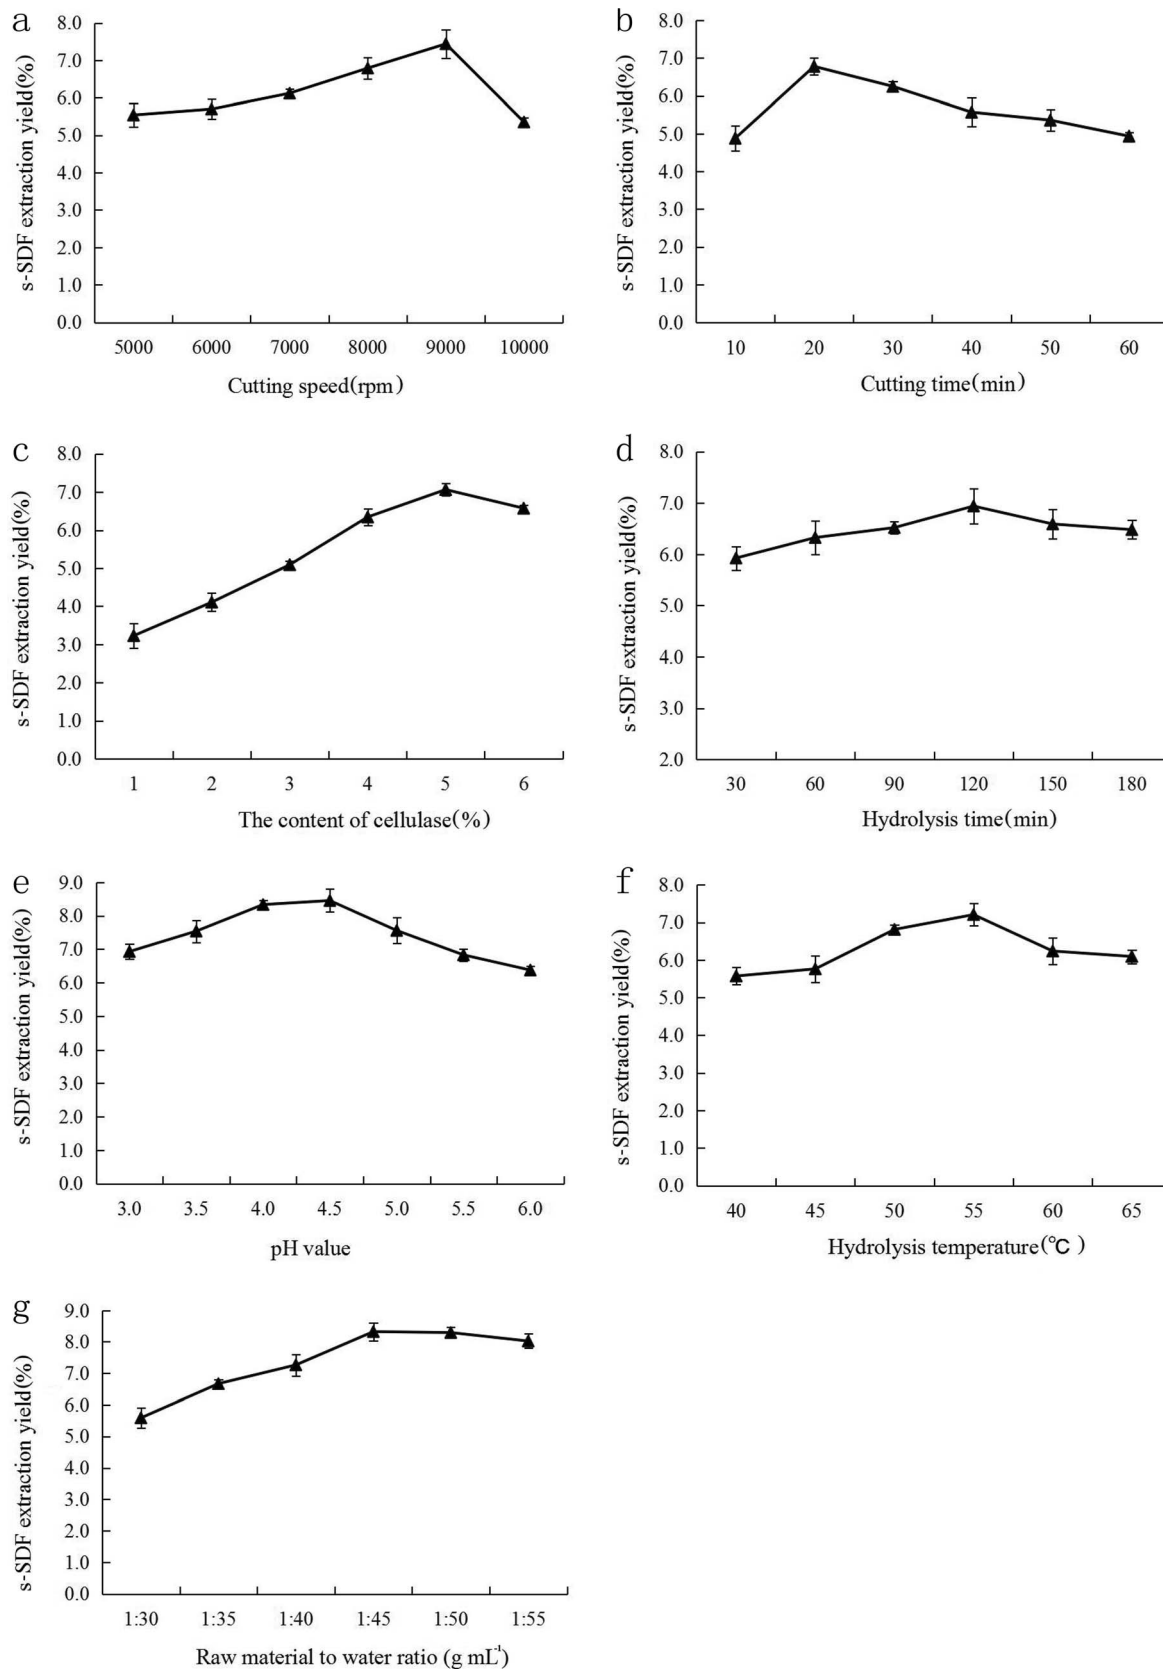 a
s-SDF extraction yield(%)
8.0
7.0
6.0
5.0
4.0
3.0
2.0
1.0
0.0
5000 6000 7000 8000 9000 10000
Cutting speed(rpm)
b
s-SDF extraction yield(%)
8.0
7.0
6.0
5.0
4.0
3.0
2.0
1.0
0.0
10 20 30 40 50 60
Cutting time(min)
c
s-SDF extraction yield(%)
8.0
7.0
6.0
5.0
4.0
3.0
2.0
1.0
0.0
1 2 3 4 5 6
The content of cellulase(%)
d
s-SDF extraction yield(%)
8.0
7.0
6.0
5.0
4.0
3.0
2.0
30 60 90 120 150 180
Hydrolysis time(min)
e
s-SDF extraction yield(%)
9.0
8.0
7.0
6.0
5.0
4.0
3.0
2.0
1.0
0.0
3.0 3.5 4.0 4.5 5.0 5.5 6.0
pH value
f
s-SDF extraction yield(%)
8.0
7.0
6.0
5.0
4.0
3.0
2.0
1.0
0.0
40 45 50 55 60 65
Hydrolysis temperature(℃)
g
s-SDF extraction yield(%)
9.0
8.0
7.0
6.0
5.0
4.0
3.0
2.0
1.0
0.0
1:30 1:35 1:40 1:45 1:50 1:55
Raw material to water ratio (g mL⁻¹)